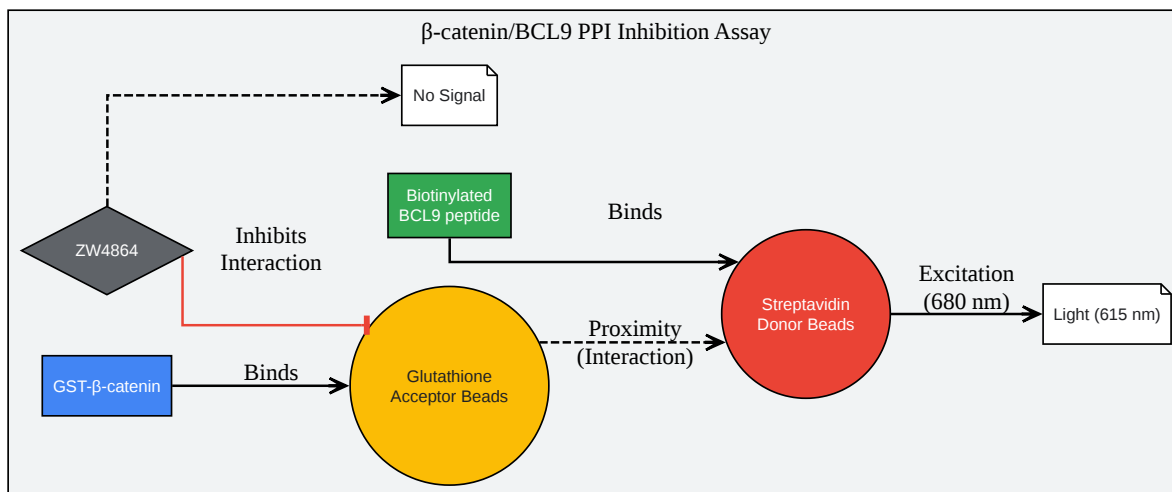 β-catenin/BCL9 PPI Inhibition Assay
No Signal
Biotinylated
BCL9 peptide
Binds
ZW4864
Inhibits
Interaction
Excitation
(680 nm)
Streptavidin
Donor Beads
Light (615 nm)
Proximity
(Interaction)
GST-β-catenin
Binds
Glutathione
Acceptor Beads